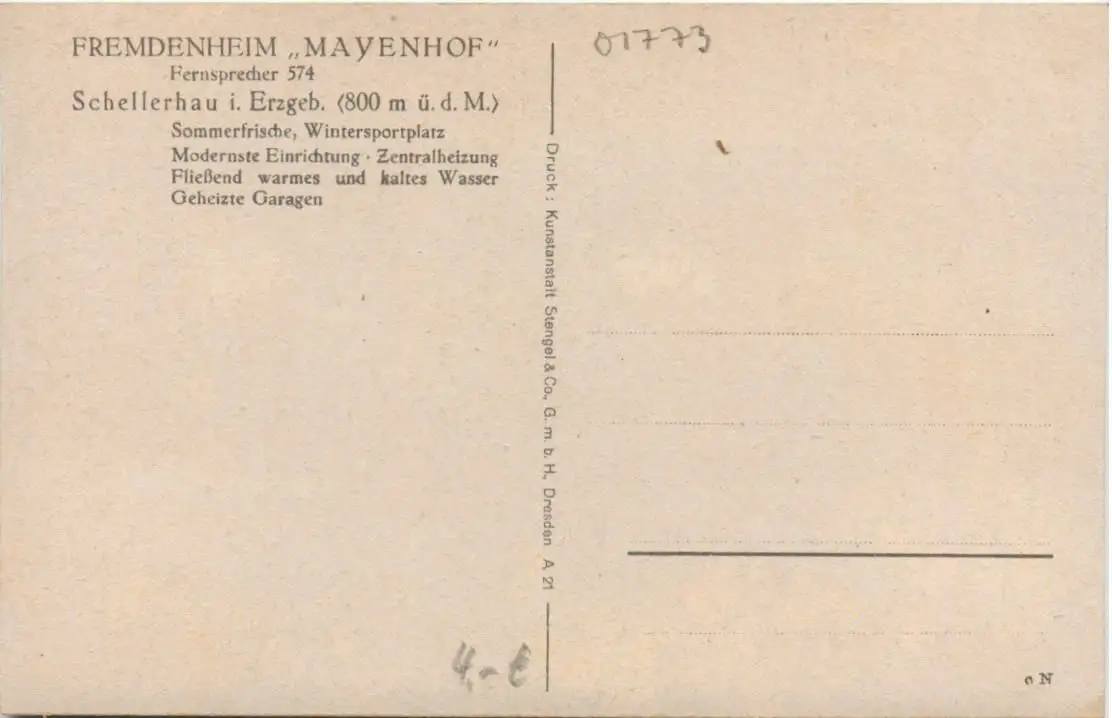 FREMDENHEIM „MAYENHOF“
Fernsprecher 574
Schellerhau i. Erzgeb. (800 m ü. d. M.)
Sommerfrische, Wintersportplatz
Modernste Einrichtung · Zentralheizung
Fließend warmes und kaltes Wasser
Geheizte Garagen
4,- €
Druck: Kunstanstalt Stengel & Co., G. m. b. H., Dresden A 21
01773
o N